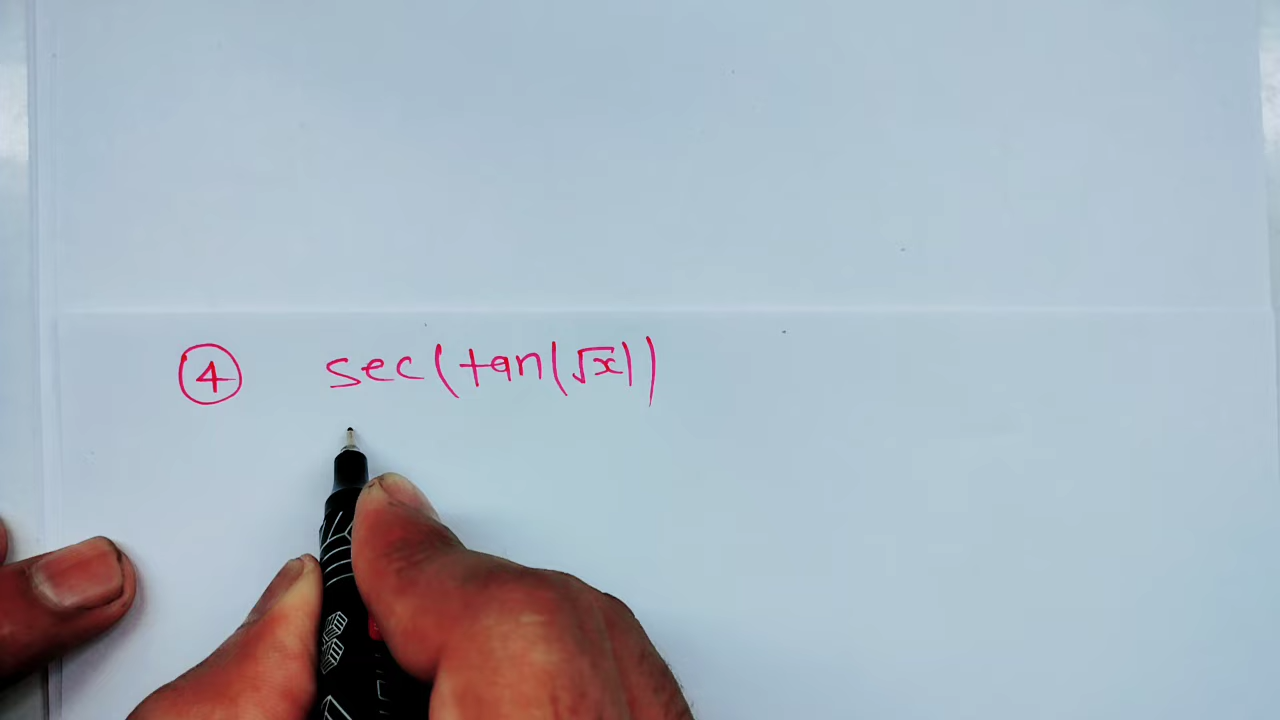 ④ sec(tan(√x))